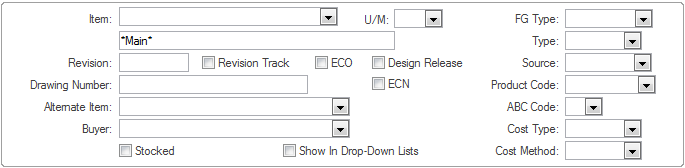 Item: U/M: FG Type:
*Main* Type:
Revision: Revision Track ECO Design Release Source:
Drawing Number: ECN Product Code:
Alternate Item: ABC Code:
Buyer: Cost Type:
Stocked Show In Drop-Down Lists Cost Method: